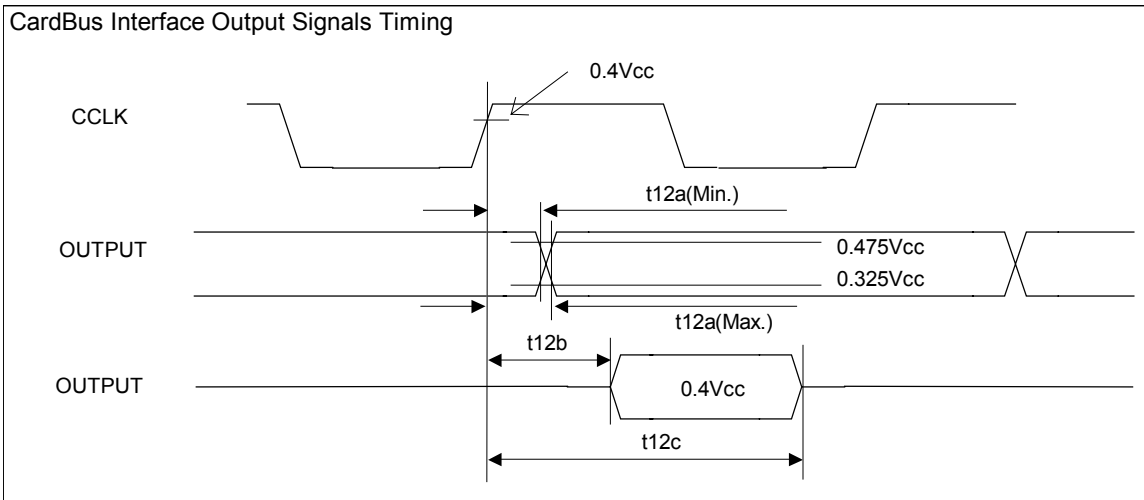 CardBus Interface Output Signals Timing
0.4Vcc
CCLK
t12a(Min.)
OUTPUT
0.475Vcc
0.325Vcc
t12a(Max.)
t12b
OUTPUT
0.4Vcc
t12c